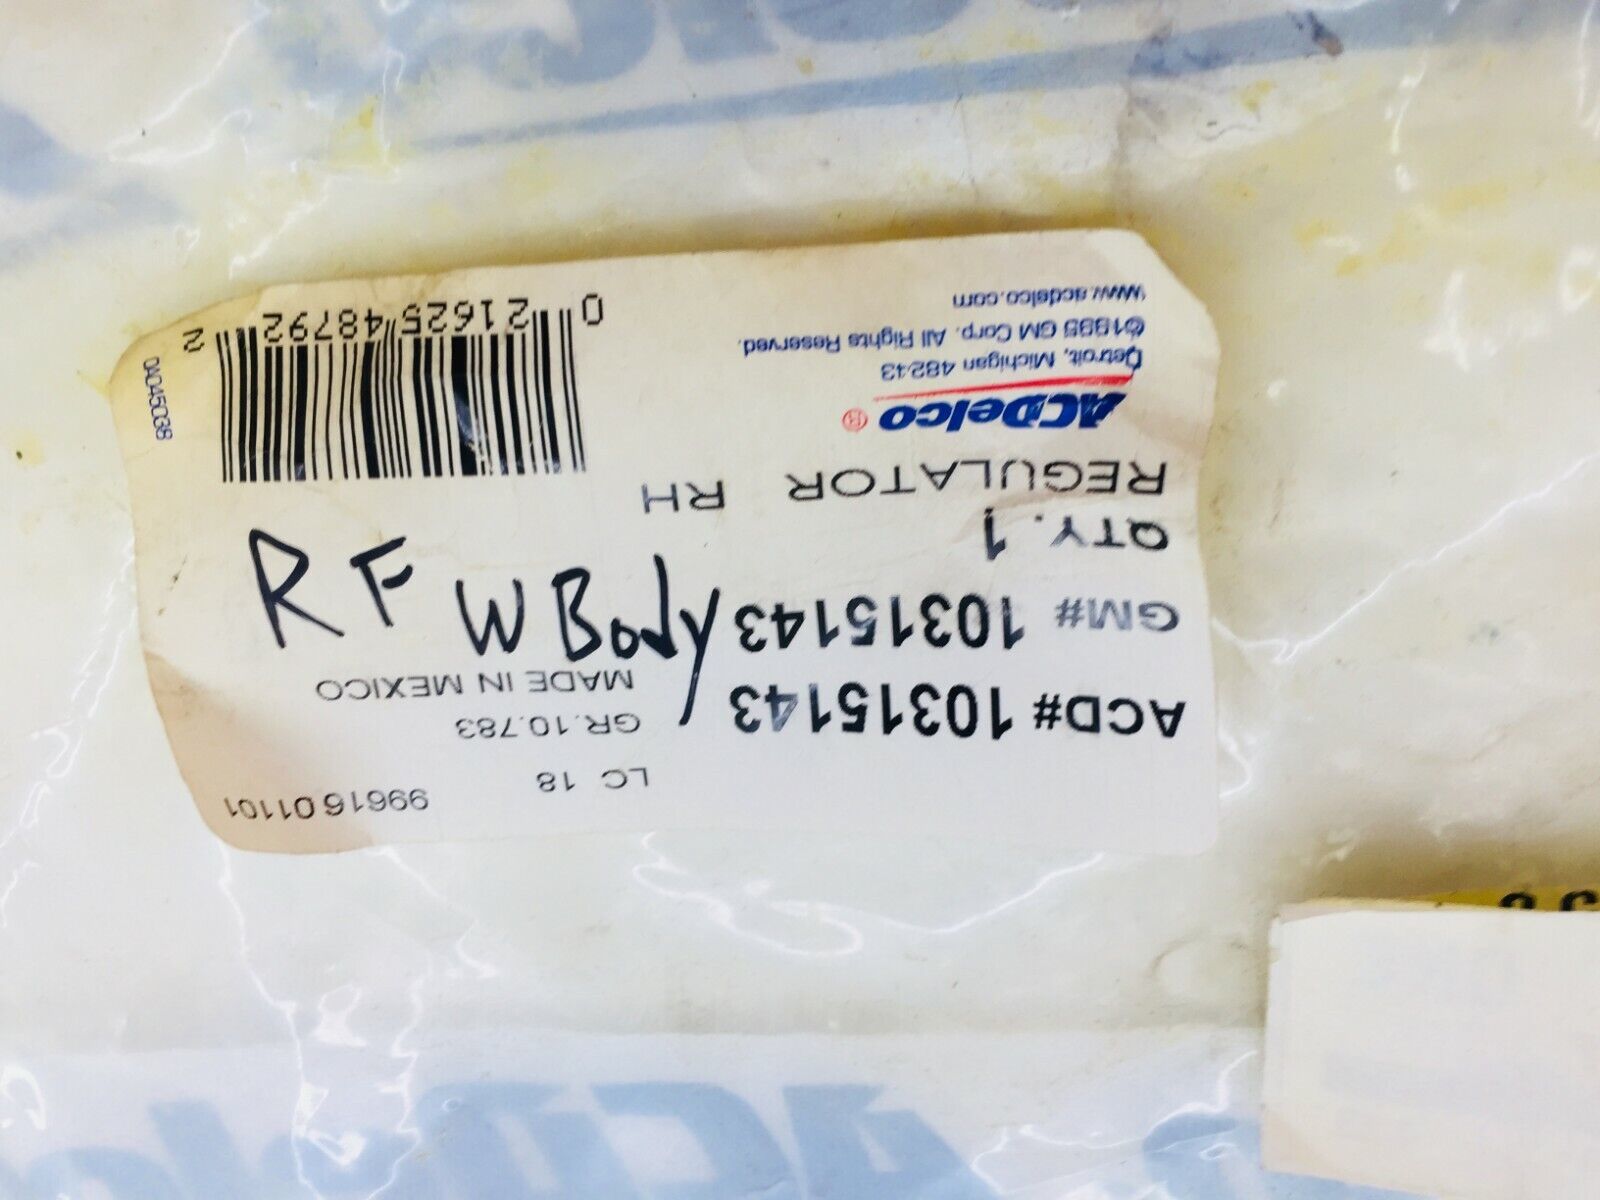 99616 01101
LC 18
GR. 10.783
MADE IN MEXICO
ACD# 10315143
GM# 10315143
QTY. 1
REGULATOR RH
ACDelco®
Detroit, Michigan 48243
©1995 GM Corp. All Rights Reserved.
www.acdelco.com
0 21625 48792 2
0A045038
RF W Body